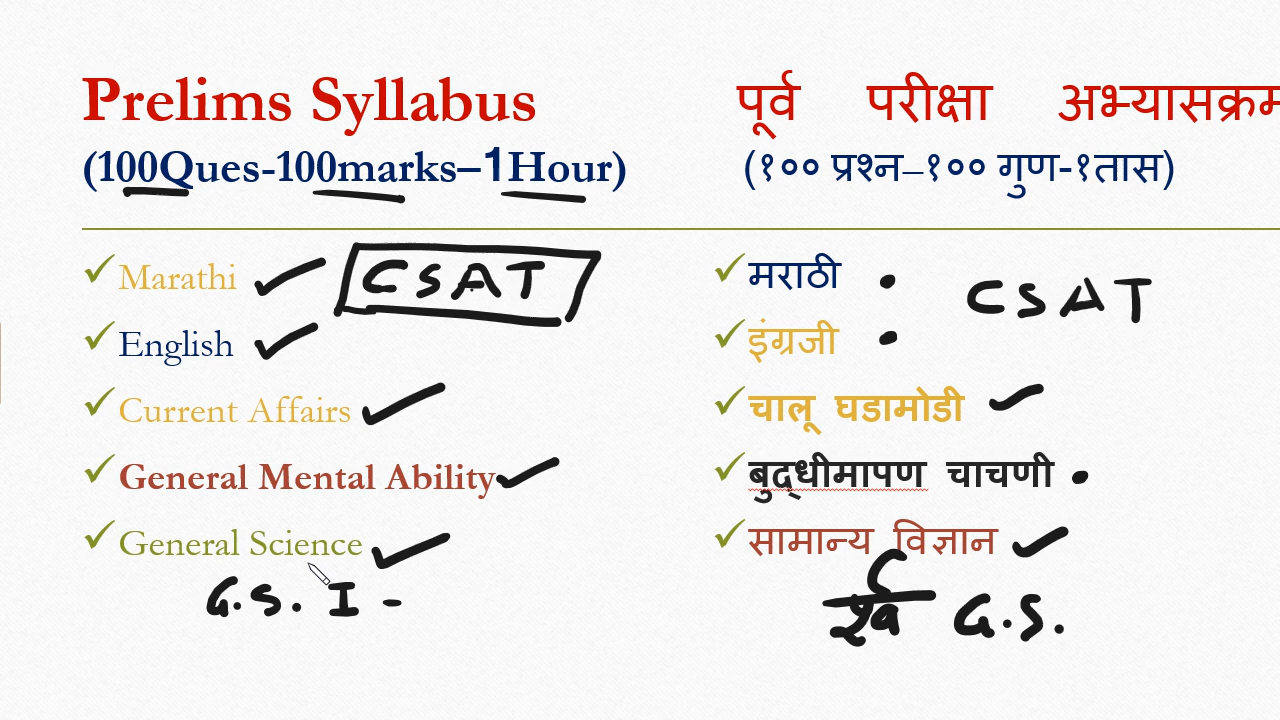 Prelims Syllabus
(100Ques-100marks–1Hour)
Marathi
CSAT
English
Current Affairs
General Mental Ability
General Science
G.S. I -
पूर्व परीक्षा अभ्यासक्रम
(१०० प्रश्न–१०० गुण-१तास)
मराठी
CSAT
इंग्रजी
चालू घडामोडी
बुद्धीमापण चाचणी
सामान्य विज्ञान
G.S.